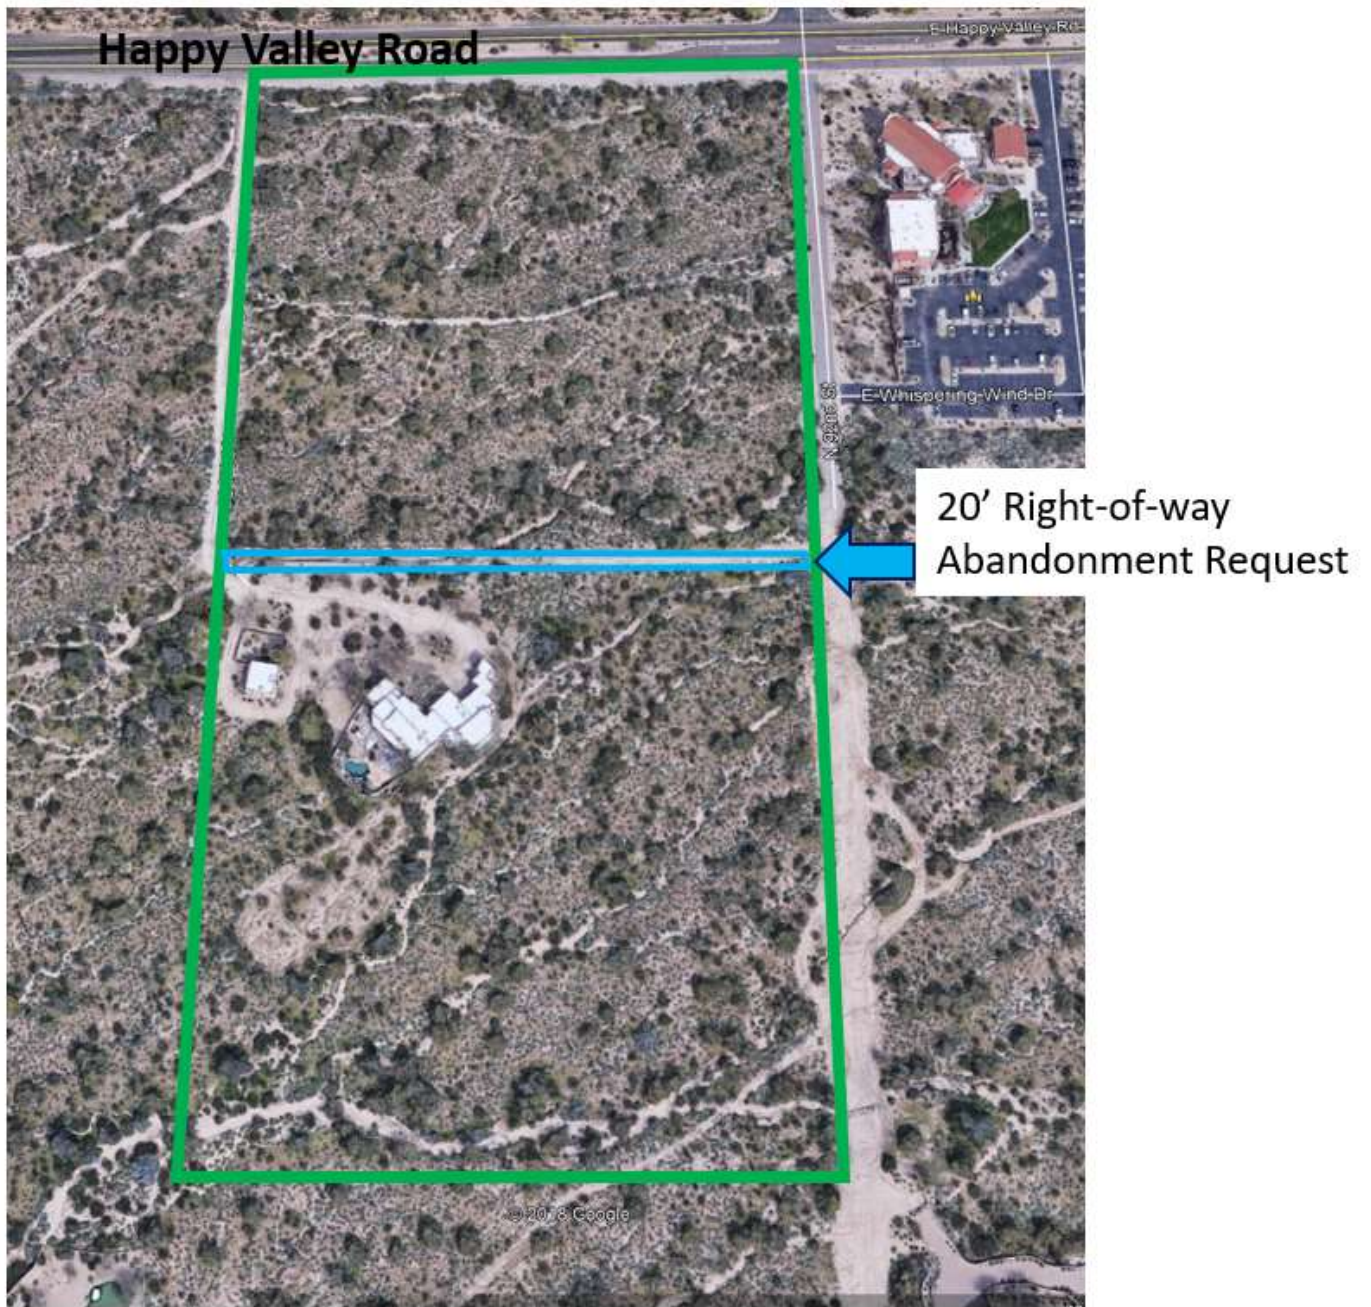 E Happy Valley Rd
Happy Valley Road
E Whispering Wind Dr
N 92nd St
20’ Right-of-way
Abandonment Request
© 2018 Google